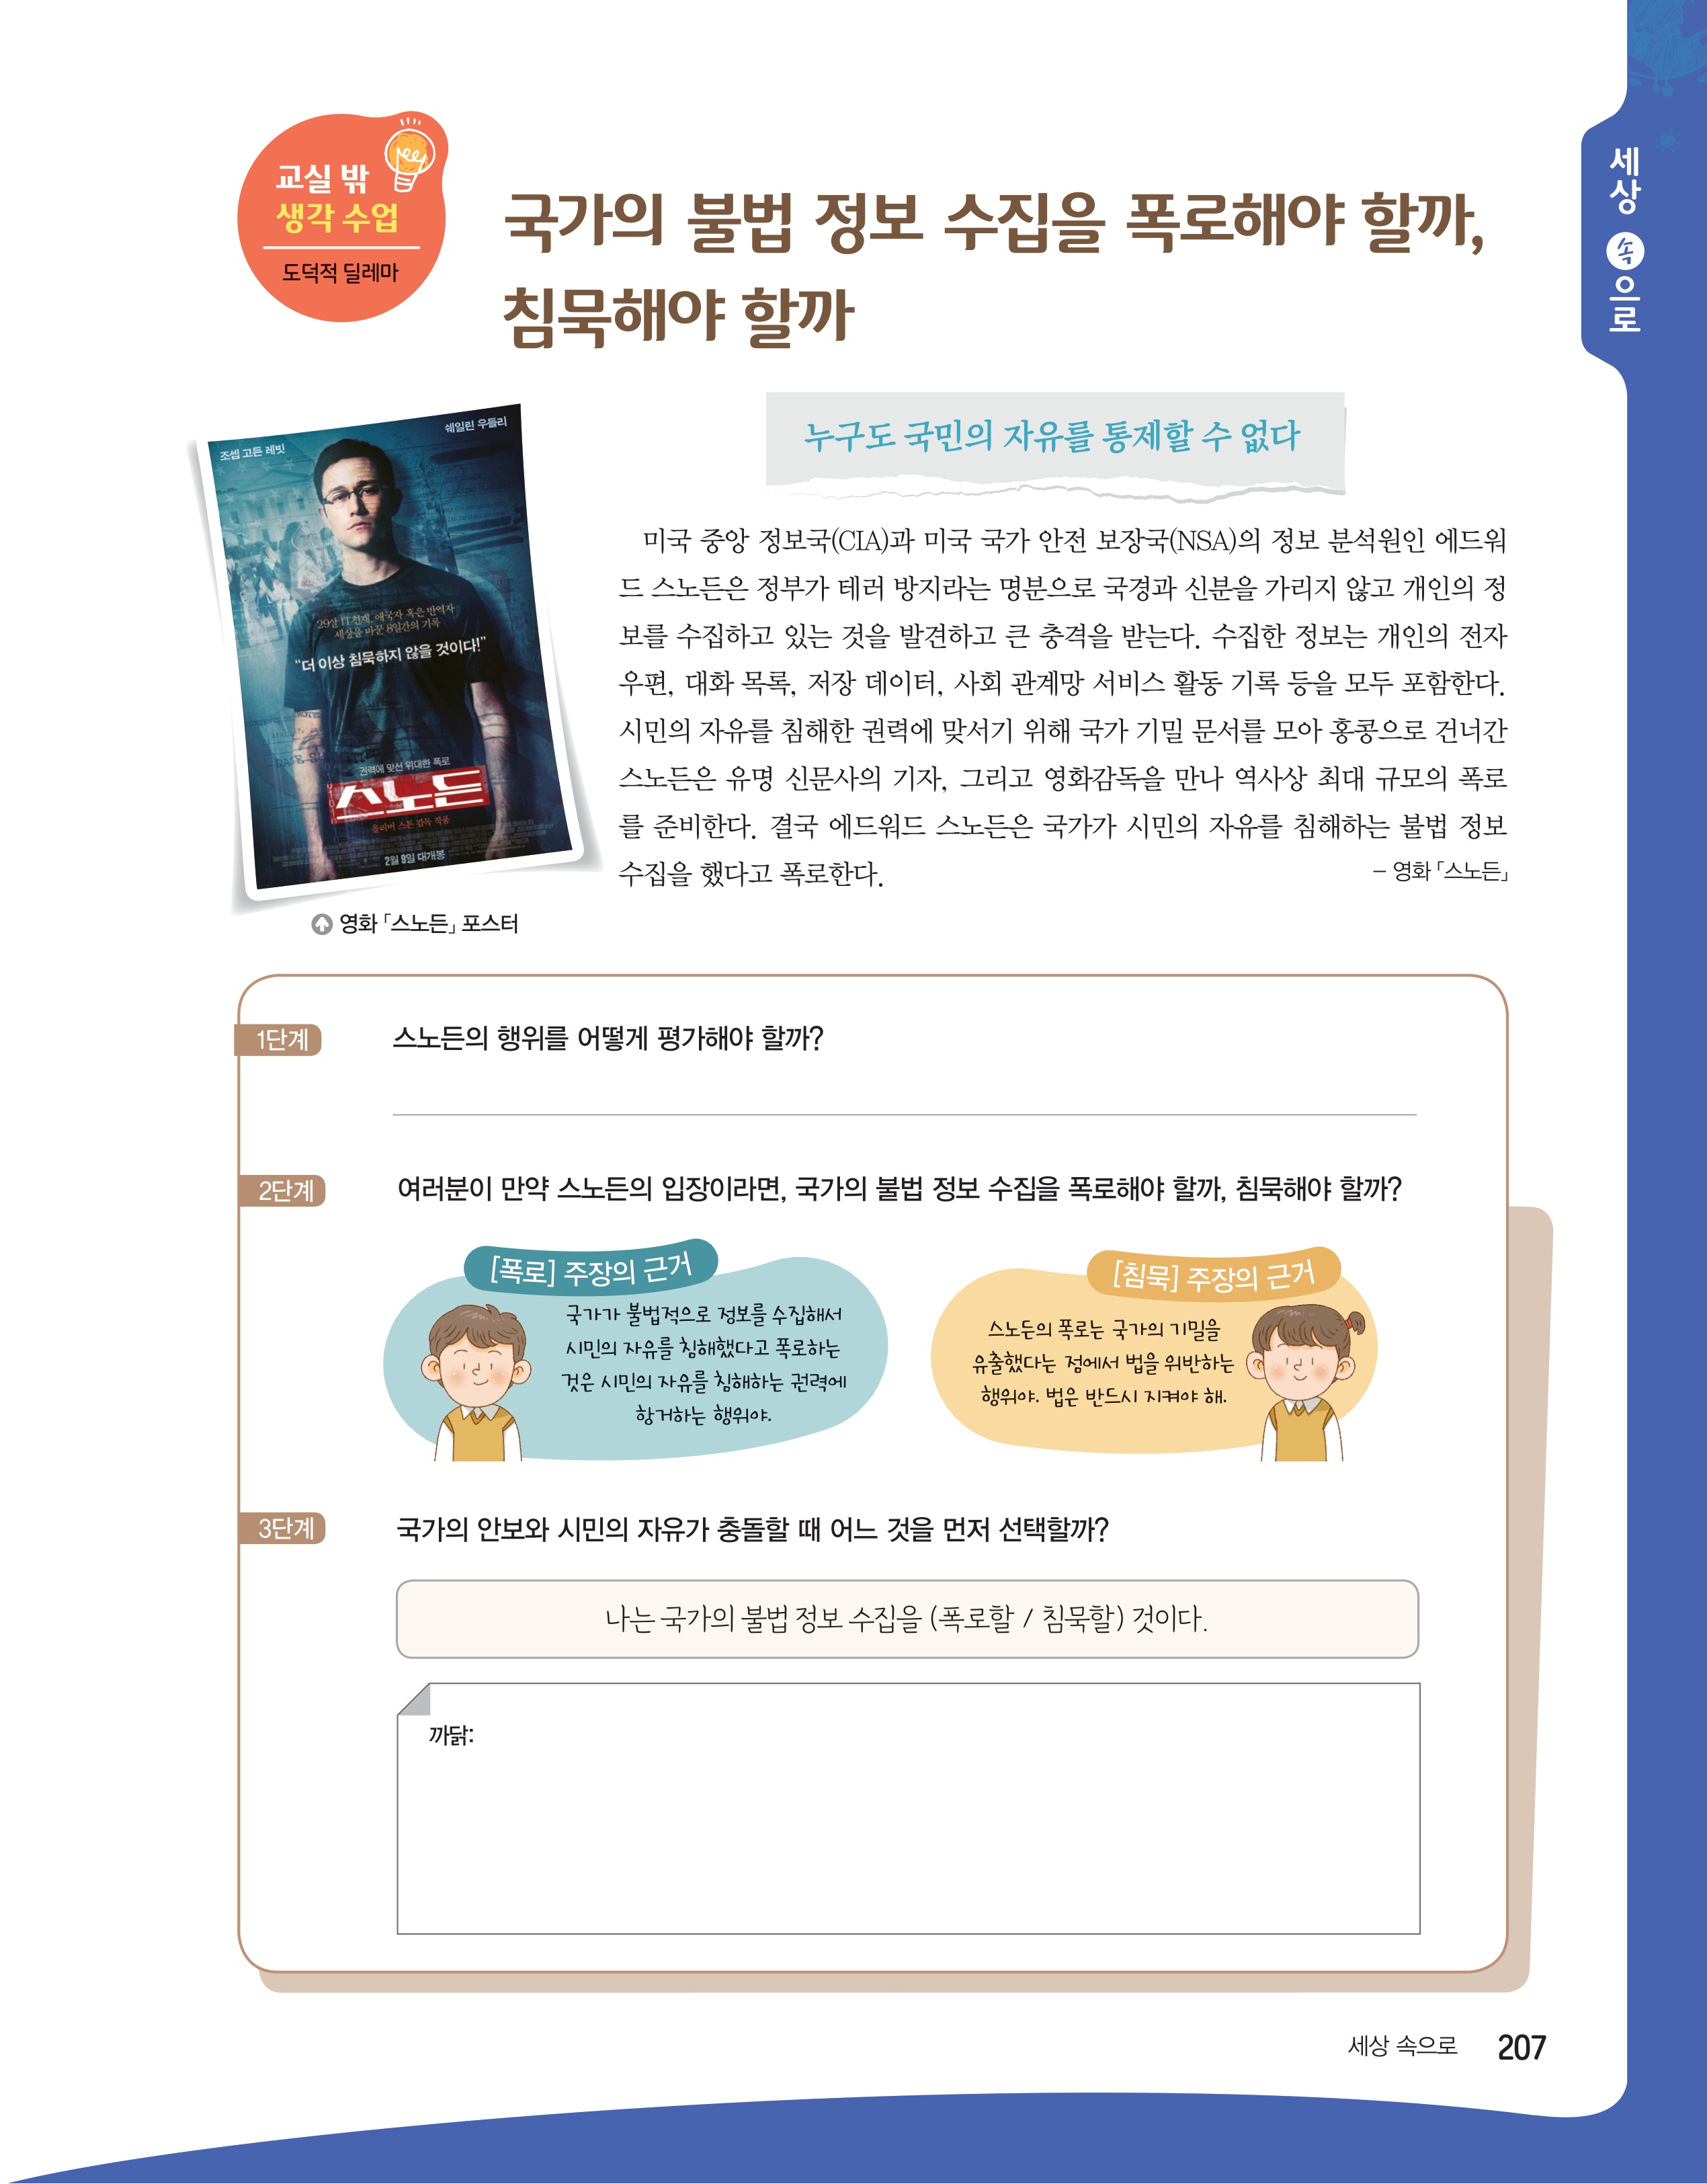 세상 속으로
교실 밖
생각 수업
도덕적 딜레마
국가의 불법 정보 수집을 폭로해야 할까,
침묵해야 할까
조셉 고든 레빗
쉐일린 우들리
29살 IT천재, 애국자 혹은 반역자
세상을 바꾼 8일간의 기록
“더 이상 침묵하지 않을 것이다!”
권력에 맞선 위대한 폭로
스노든
올리버 스톤 감독 작품
2월 9일 대개봉
영화 「스노든」 포스터
누구도 국민의 자유를 통제할 수 없다
미국 중앙 정보국(CIA)과 미국 국가 안전 보장국(NSA)의 정보 분석원인 에드워
드 스노든은 정부가 테러 방지라는 명분으로 국경과 신분을 가리지 않고 개인의 정
보를 수집하고 있는 것을 발견하고 큰 충격을 받는다. 수집한 정보는 개인의 전자
우편, 대화 목록, 저장 데이터, 사회 관계망 서비스 활동 기록 등을 모두 포함한다.
시민의 자유를 침해한 권력에 맞서기 위해 국가 기밀 문서를 모아 홍콩으로 건너간
스노든은 유명 신문사의 기자, 그리고 영화감독을 만나 역사상 최대 규모의 폭로
를 준비한다. 결국 에드워드 스노든은 국가가 시민의 자유를 침해하는 불법 정보
수집을 했다고 폭로한다.
– 영화 「스노든」
1단계
스노든의 행위를 어떻게 평가해야 할까?
2단계
여러분이 만약 스노든의 입장이라면, 국가의 불법 정보 수집을 폭로해야 할까, 침묵해야 할까?
[폭로] 주장의 근거
국가가 불법적으로 정보를 수집해서
시민의 자유를 침해했다고 폭로하는
것은 시민의 자유를 침해하는 권력에
항거하는 행위야.
[침묵] 주장의 근거
스노든의 폭로는 국가의 기밀을
유출했다는 점에서 법을 위반하는
행위야. 법은 반드시 지켜야 해.
3단계
국가의 안보와 시민의 자유가 충돌할 때 어느 것을 먼저 선택할까?
나는 국가의 불법 정보 수집을 (폭로할 / 침묵할) 것이다.
까닭:
세상 속으로 207